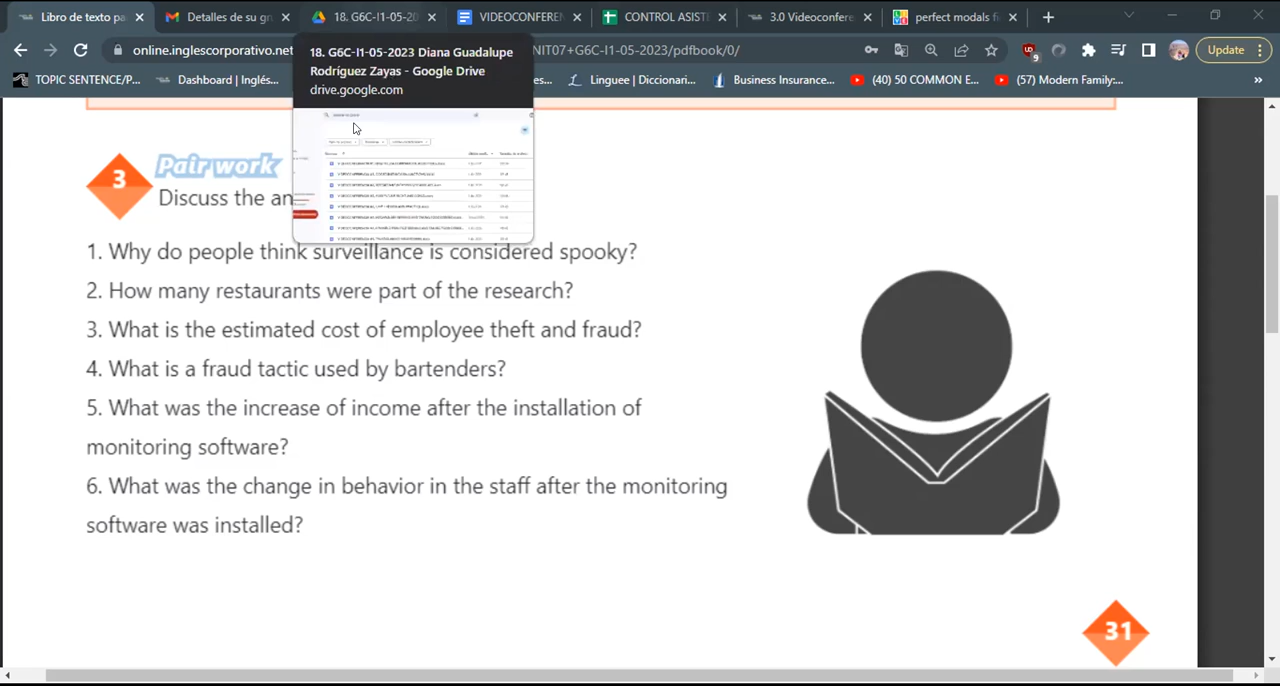 Libro de texto pa
Detalles de su gr
18. G6C-I1-05-20
VIDEOCONFEREN
CONTROL ASIST
3.0 Videoconfere
perfect modals f
online.inglescorporativo.net
NIT07+G6C-I1-05-2023/pdfbook/0/
9
Update
TOPIC SENTENCE/P...
Dashboard | Inglés...
es...
Linguee | Diccionari...
Business Insurance...
(40) 50 COMMON E...
(57) Modern Family:...
»
18. G6C-I1-05-2023 Diana Guadalupe
Rodríguez Zayas - Google Drive
drive.google.com
3
Pair work
Discuss the an
1. Why do people think surveillance is considered spooky?
2. How many restaurants were part of the research?
3. What is the estimated cost of employee theft and fraud?
4. What is a fraud tactic used by bartenders?
5. What was the increase of income after the installation of
monitoring software?
6. What was the change in behavior in the staff after the monitoring
software was installed?
31